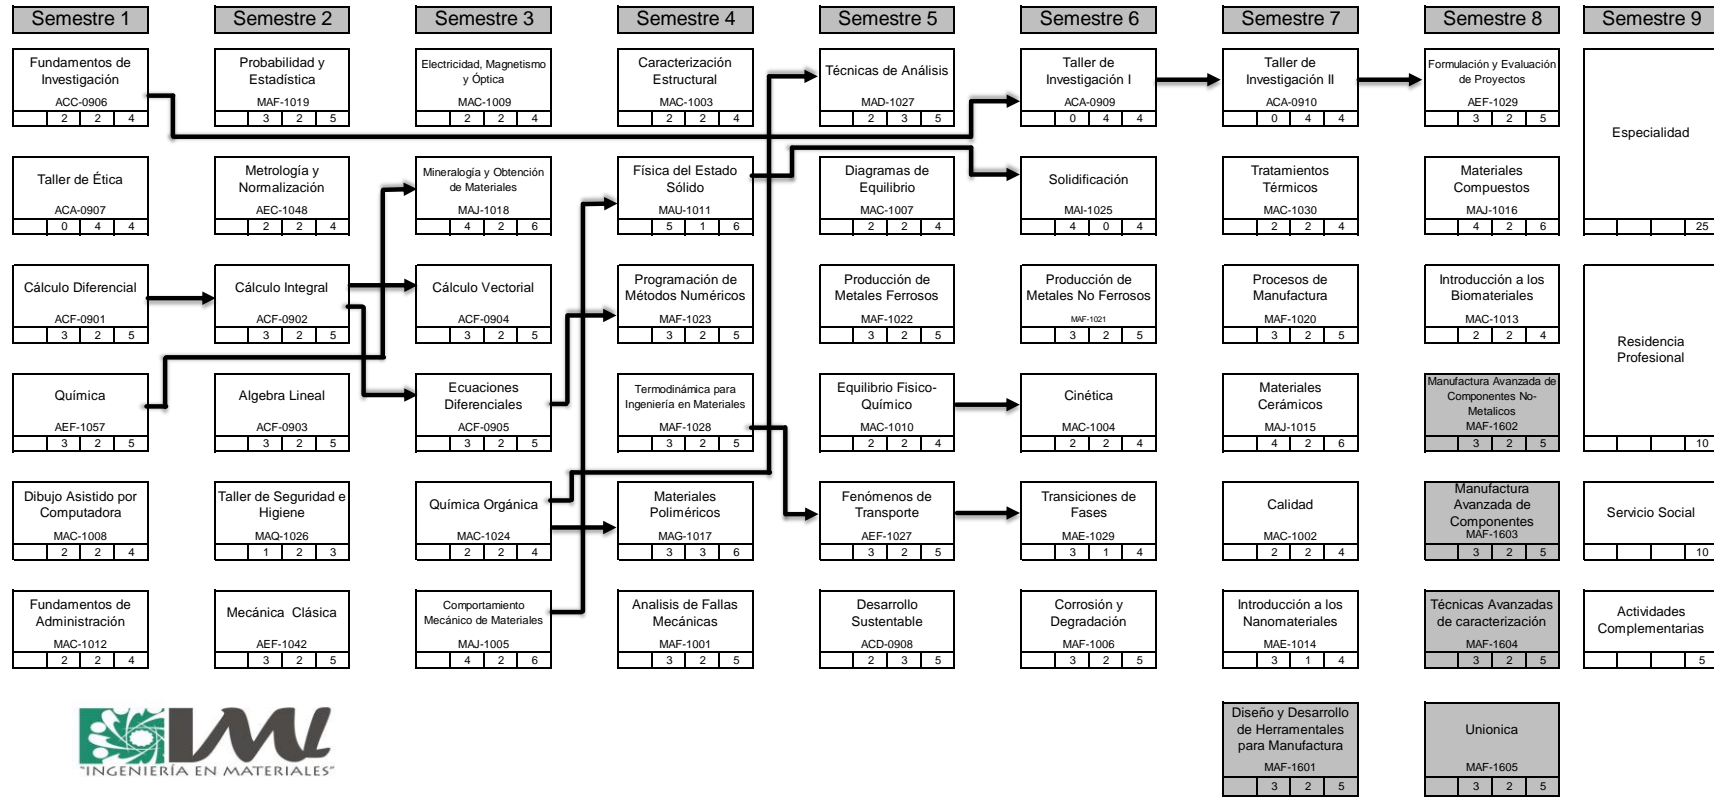 Semestre 1
Semestre 2
Semestre 3
Semestre 4
Semestre 5
Semestre 6
Semestre 7
Semestre 8
Semestre 9
Fundamentos de
Investigación
ACC-0906
2 2 4
Probabilidad y
Estadística
MAF-1019
3 2 5
Electricidad, Magnetismo
y Óptica
MAC-1009
2 2 4
Caracterización
Estructural
MAC-1003
2 2 4
Técnicas de Análisis
MAD-1027
2 3 5
Taller de
Investigación I
ACA-0909
0 4 4
Taller de
Investigación II
ACA-0910
0 4 4
Formulación y Evaluación
de Proyectos
AEF-1029
3 2 5
Especialidad
25
Taller de Ética
ACA-0907
0 4 4
Metrología y
Normalización
AEC-1048
2 2 4
Mineralogía y Obtención
de Materiales
MAJ-1018
4 2 6
Física del Estado
Sólido
MAU-1011
5 1 6
Diagramas de
Equilibrio
MAC-1007
2 2 4
Solidificación
MAI-1025
4 0 4
Tratamientos
Térmicos
MAC-1030
2 2 4
Materiales
Compuestos
MAJ-1016
4 2 6
Cálculo Diferencial
ACF-0901
3 2 5
Cálculo Integral
ACF-0902
3 2 5
Cálculo Vectorial
ACF-0904
3 2 5
Programación de
Métodos Numéricos
MAF-1023
3 2 5
Producción de
Metales Ferrosos
MAF-1022
3 2 5
Producción de
Metales No Ferrosos
MAF-1021
3 2 5
Procesos de
Manufactura
MAF-1020
3 2 5
Introducción a los
Biomateriales
MAC-1013
2 2 4
Residencia
Profesional
10
Química
AEF-1057
3 2 5
Algebra Lineal
ACF-0903
3 2 5
Ecuaciones
Diferenciales
ACF-0905
3 2 5
Termodinámica para
Ingeniería en Materiales
MAF-1028
3 2 5
Equilibrio Fisico-
Químico
MAC-1010
2 2 4
Cinética
MAC-1004
2 2 4
Materiales
Cerámicos
MAJ-1015
4 2 6
Manufactura Avanzada de
Componentes No-
Metalicos
MAF-1602
3 2 5
Dibujo Asistido por
Computadora
MAC-1008
2 2 4
Taller de Seguridad e
Higiene
MAQ-1026
1 2 3
Química Orgánica
MAC-1024
2 2 4
Materiales
Poliméricos
MAG-1017
3 3 6
Fenómenos de
Transporte
AEF-1027
3 2 5
Transiciones de
Fases
MAE-1029
3 1 4
Calidad
MAC-1002
2 2 4
Manufactura
Avanzada de
Componentes
MAF-1603
3 2 5
Servicio Social
10
Fundamentos de
Administración
MAC-1012
2 2 4
Mecánica Clásica
AEF-1042
3 2 5
Comportamiento
Mecánico de Materiales
MAJ-1005
4 2 6
Analisis de Fallas
Mecánicas
MAF-1001
3 2 5
Desarrollo
Sustentable
ACD-0908
2 3 5
Corrosión y
Degradación
MAF-1006
3 2 5
Introducción a los
Nanomateriales
MAE-1014
3 1 4
Técnicas Avanzadas
de caracterización
MAF-1604
3 2 5
Actividades
Complementarias
5
IML
"INGENIERÍA EN MATERIALES"
Diseño y Desarrollo
de Herramentales
para Manufactura
MAF-1601
3 2 5
Unionica
MAF-1605
3 2 5